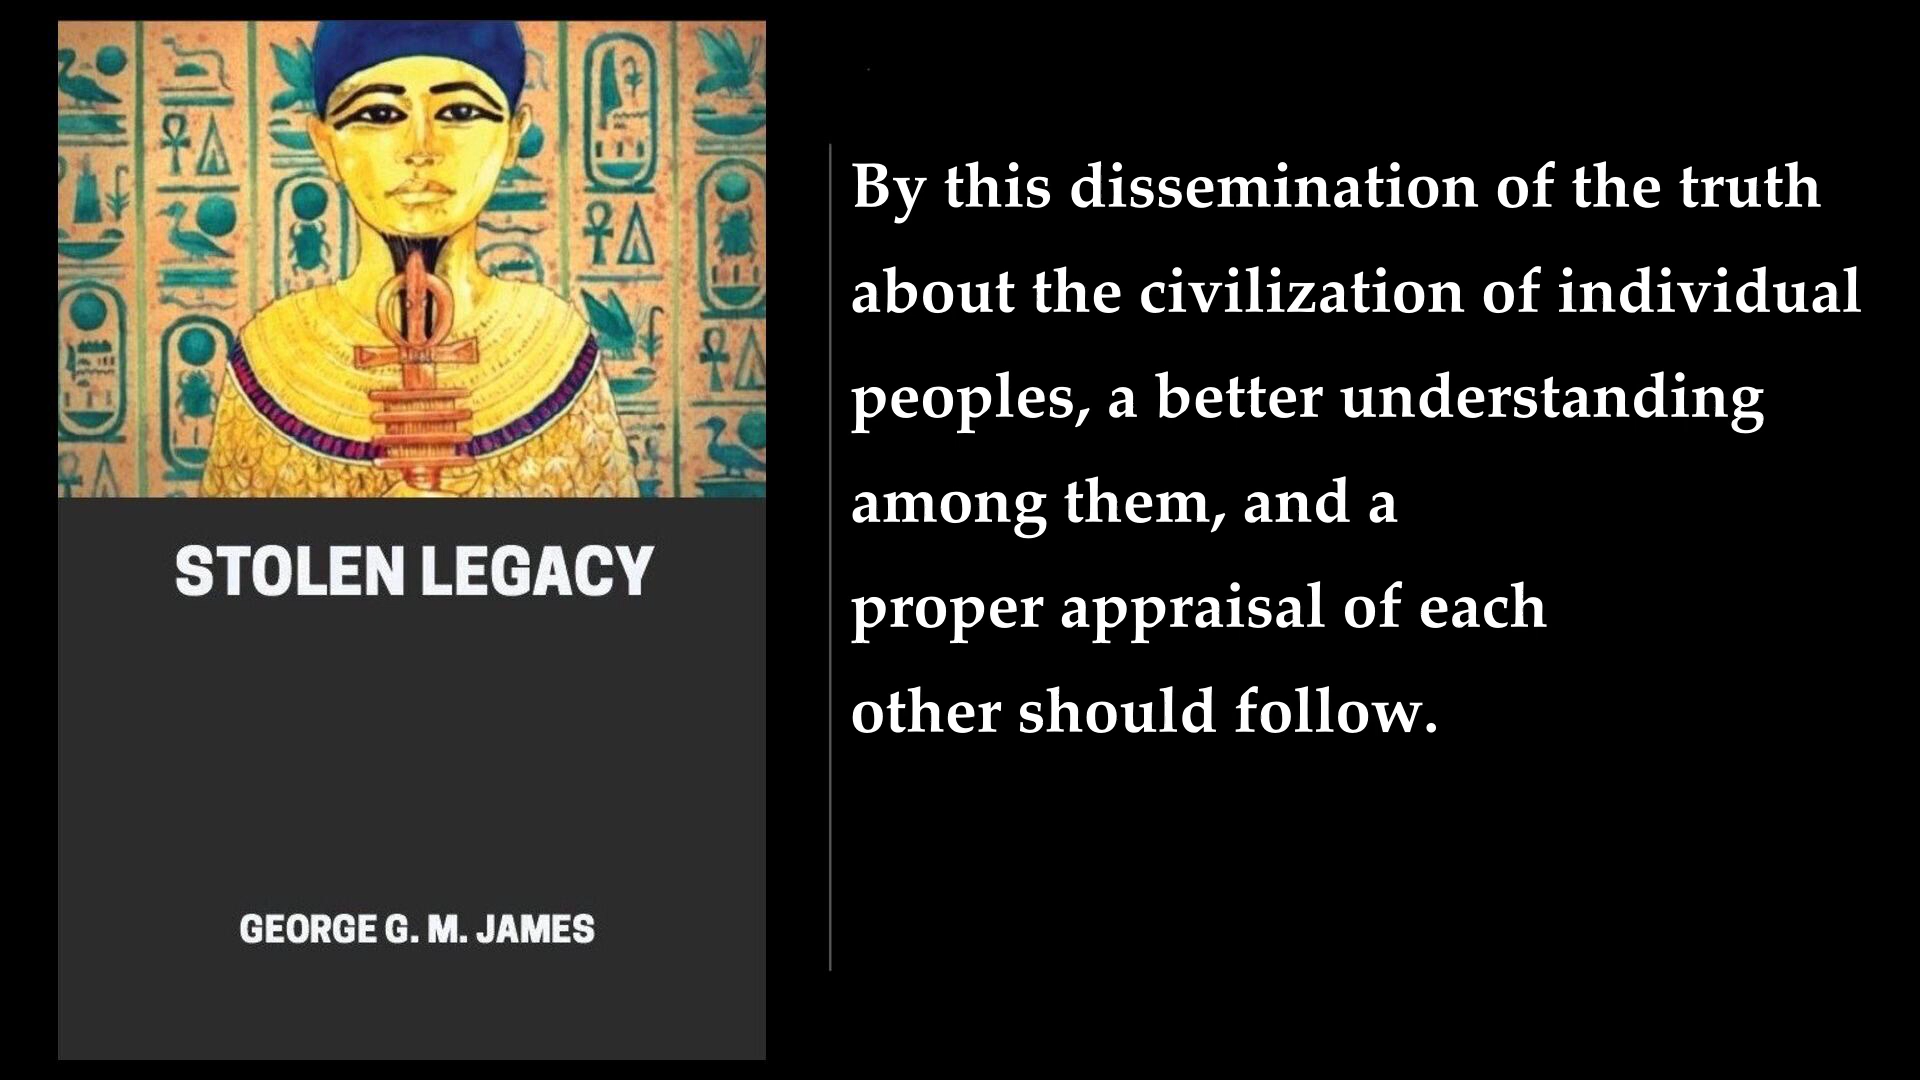 STOLEN LEGACY
GEORGE G. M. JAMES
By this dissemination of the truth
about the civilization of individual
peoples, a better understanding
among them, and a
proper appraisal of each
other should follow.